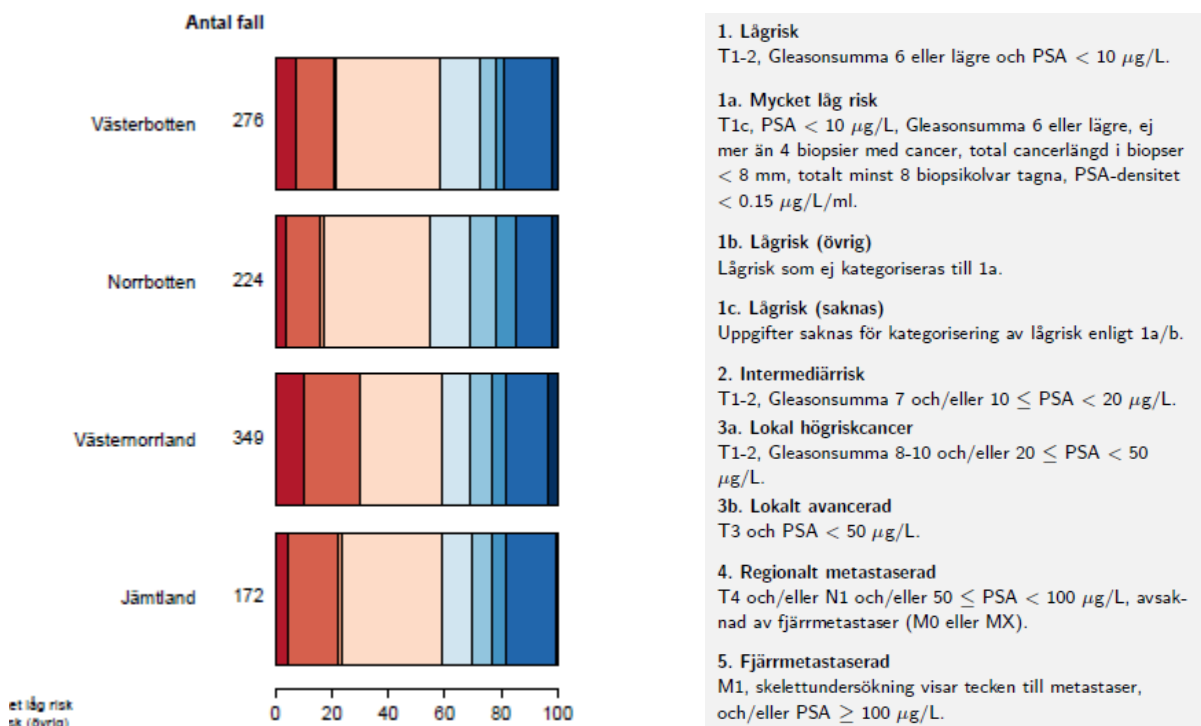 Antal fall
Västerbotten 276
Norrbotten 224
Västernorrland 349
Jämtland 172
0 20 40 60 80 100
et låg risk
sk (övrig)
1. Lågrisk
T1-2, Gleasonsumma 6 eller lägre och PSA < 10 μg/L.
1a. Mycket låg risk
T1c, PSA < 10 μg/L, Gleasonsumma 6 eller lägre, ej
mer än 4 biopsier med cancer, total cancerlängd i biopser
< 8 mm, totalt minst 8 biopsikolvar tagna, PSA-densitet
< 0.15 μg/L/ml.
1b. Lågrisk (övrig)
Lågrisk som ej kategoriseras till 1a.
1c. Lågrisk (saknas)
Uppgifter saknas för kategorisering av lågrisk enligt 1a/b.
2. Intermediärrisk
T1-2, Gleasonsumma 7 och/eller 10 ≤ PSA < 20 μg/L.
3a. Lokal högriskcancer
T1-2, Gleasonsumma 8-10 och/eller 20 ≤ PSA < 50
μg/L.
3b. Lokalt avancerad
T3 och PSA < 50 μg/L.
4. Regionalt metastaserad
T4 och/eller N1 och/eller 50 ≤ PSA < 100 μg/L, avsak-
nad av fjärrmetastaser (M0 eller MX).
5. Fjärrmetastaserad
M1, skelettundersökning visar tecken till metastaser,
och/eller PSA ≥ 100 μg/L.